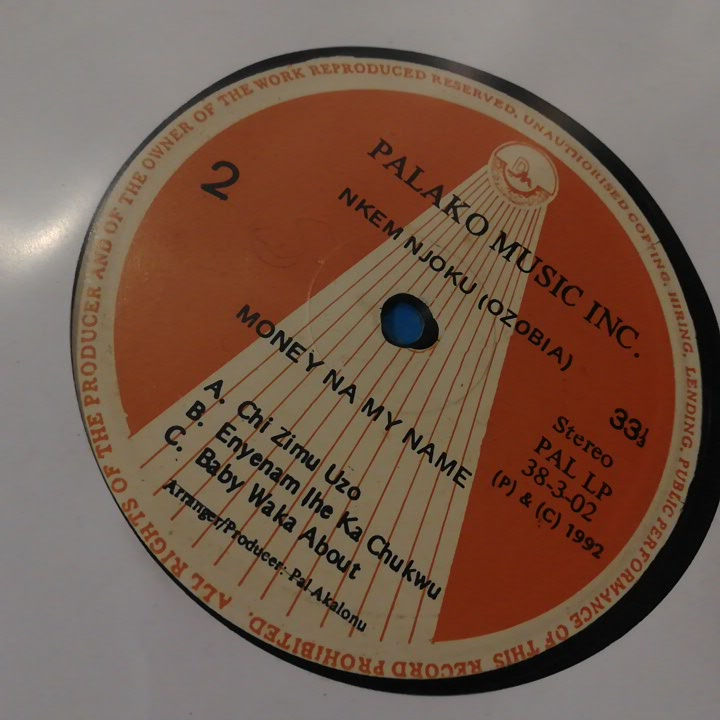 ALL RIGHTS OF THE PRODUCER AND OF THE OWNER OF THE WORK REPRODUCED RESERVED. UNAUTHORISED COPYING, HIRING, LENDING, PUBLIC PERFORMANCE OF THIS RECORD PROHIBITED.
2
PALAKO MUSIC INC.
NKEM NJOKU (OZOBIA)
MONEY NA MY NAME
33⅓
Stereo
PAL LP
38-3-02
(P) & (C) 1992
A. Chi Zimu Uzo
B. Enyenam Ihe Ka Chukwu
C. Baby Waka About
Arranger/Producer: Pal Akalonu